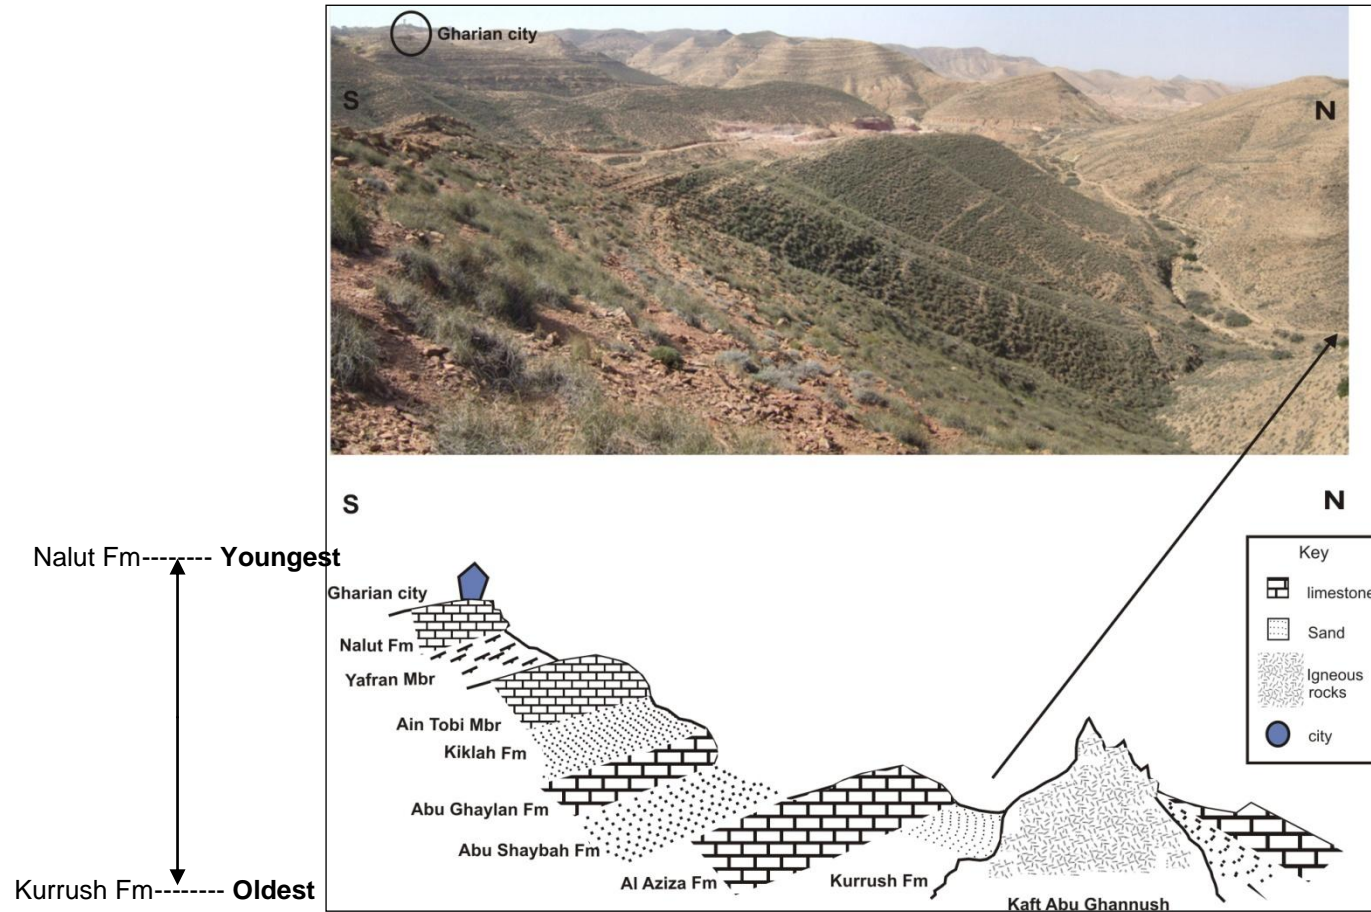 Gharian city
S
N
S
N
Nalut Fm-------- Youngest
Kurrush Fm--------- Oldest
Gharian city
Nalut Fm
Yafran Mbr
Ain Tobi Mbr
Kiklah Fm
Abu Ghaylan Fm
Abu Shaybah Fm
Al Aziza Fm
Kurrush Fm
Kaft Abu Ghannush
Key
limestone
Sand
Igneous
rocks
city